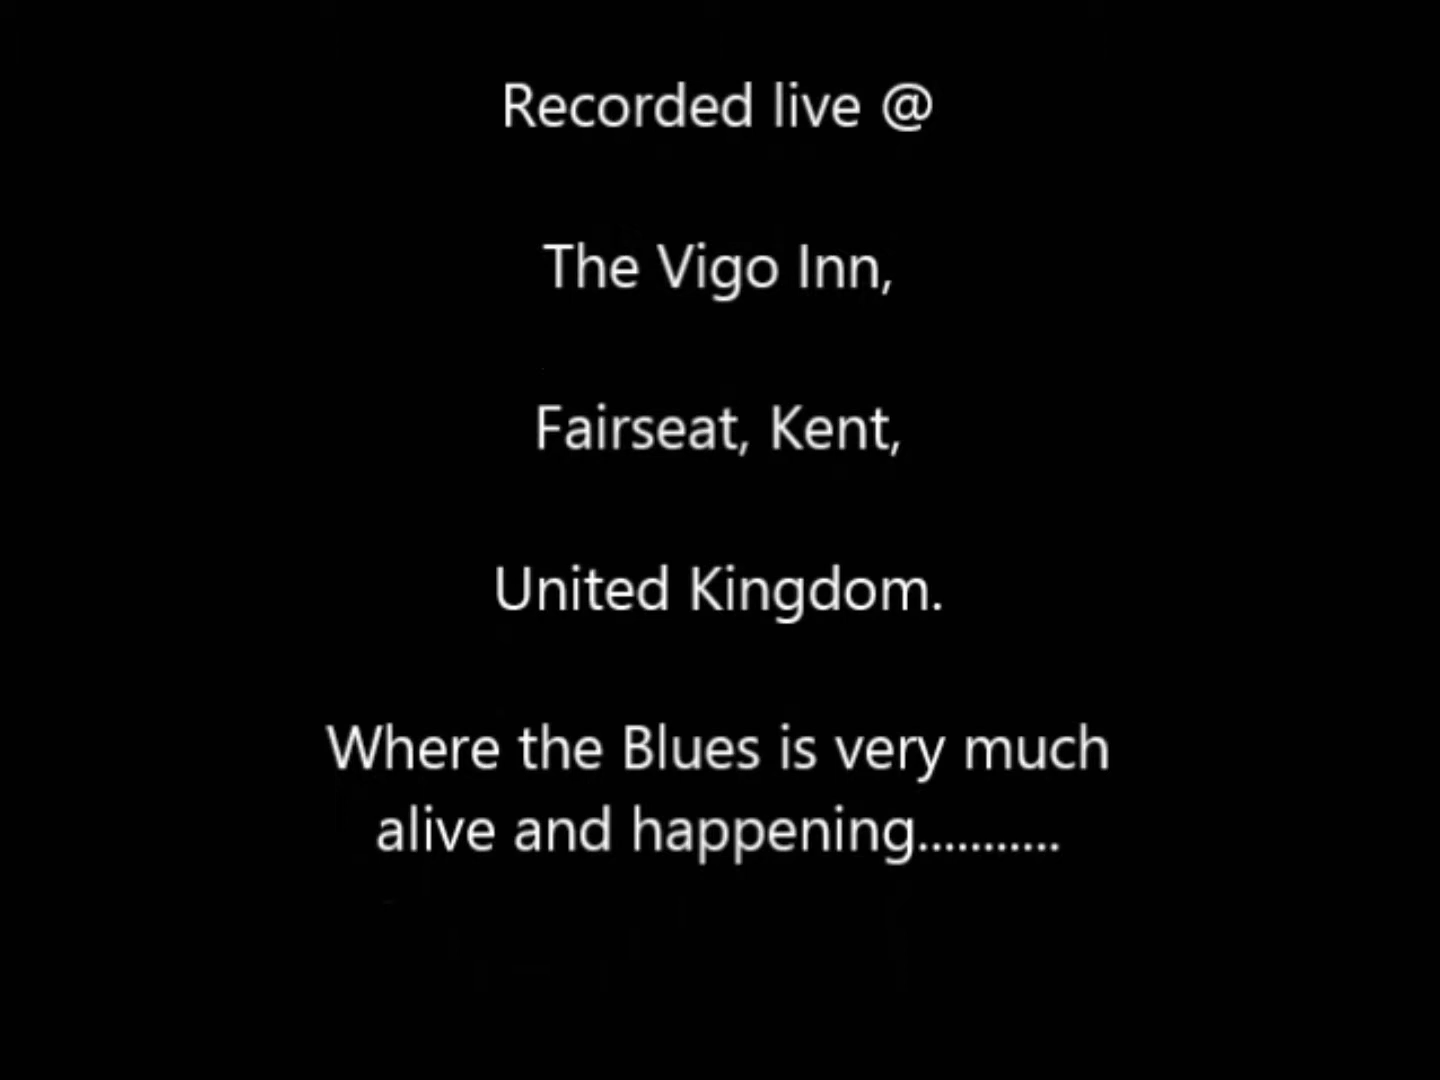 Recorded live @
The Vigo Inn,
Fairseat, Kent,
United Kingdom.
Where the Blues is very much
alive and happening...........